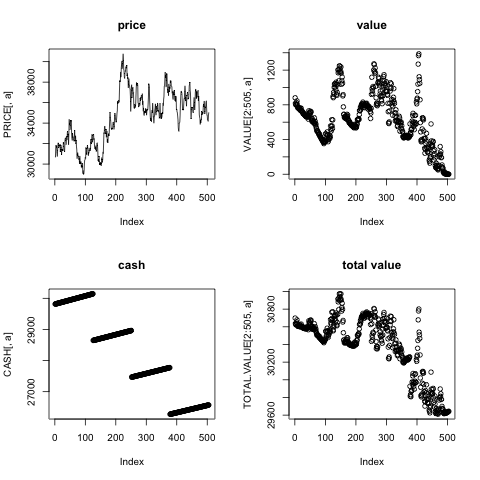 price
PRICE[, a]
30000 34000 38000
0 100 200 300 400 500
Index
value
VALUE[2:505, a]
0 400 800 1200
0 100 200 300 400 500
Index
cash
CASH[, a]
27000 29000
0 100 200 300 400 500
Index
total value
TOTAL.VALUE[2:505, a]
29600 30200 30800
0 100 200 300 400 500
Index